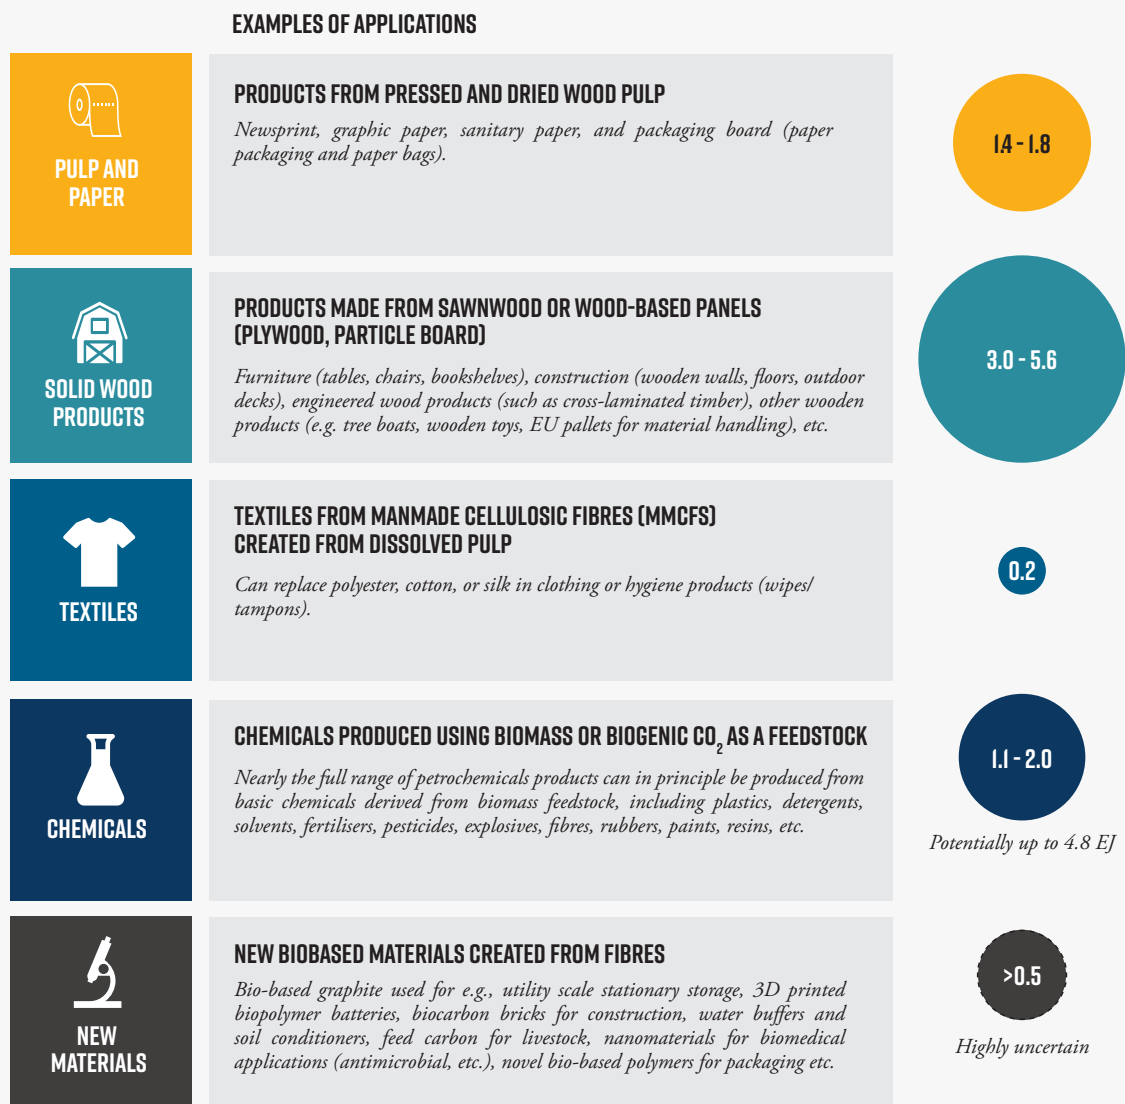 EXAMPLES OF APPLICATIONS
PULP AND
PAPER
PRODUCTS FROM PRESSED AND DRIED WOOD PULP
Newsprint, graphic paper, sanitary paper, and packaging board (paper
packaging and paper bags).
1.4 - 1.8
SOLID WOOD
PRODUCTS
PRODUCTS MADE FROM SAWNWOOD OR WOOD-BASED PANELS
(PLYWOOD, PARTICLE BOARD)
Furniture (tables, chairs, bookshelves), construction (wooden walls, floors, outdoor
decks), engineered wood products (such as cross-laminated timber), other wooden
products (e.g. tree boats, wooden toys, EU pallets for material handling), etc.
3.0 - 5.6
TEXTILES
TEXTILES FROM MANMADE CELLULOSIC FIBRES (MMCFS)
CREATED FROM DISSOLVED PULP
Can replace polyester, cotton, or silk in clothing or hygiene products (wipes/
tampons).
0.2
CHEMICALS
CHEMICALS PRODUCED USING BIOMASS OR BIOGENIC CO₂ AS A FEEDSTOCK
Nearly the full range of petrochemicals products can in principle be produced from
basic chemicals derived from biomass feedstock, including plastics, detergents,
solvents, fertilisers, pesticides, explosives, fibres, rubbers, paints, resins, etc.
1.1 - 2.0
Potentially up to 4.8 EJ
NEW
MATERIALS
NEW BIOBASED MATERIALS CREATED FROM FIBRES
Bio-based graphite used for e.g., utility scale stationary storage, 3D printed
biopolymer batteries, biocarbon bricks for construction, water buffers and
soil conditioners, feed carbon for livestock, nanomaterials for biomedical
applications (antimicrobial, etc.), novel bio-based polymers for packaging etc.
>0.5
Highly uncertain